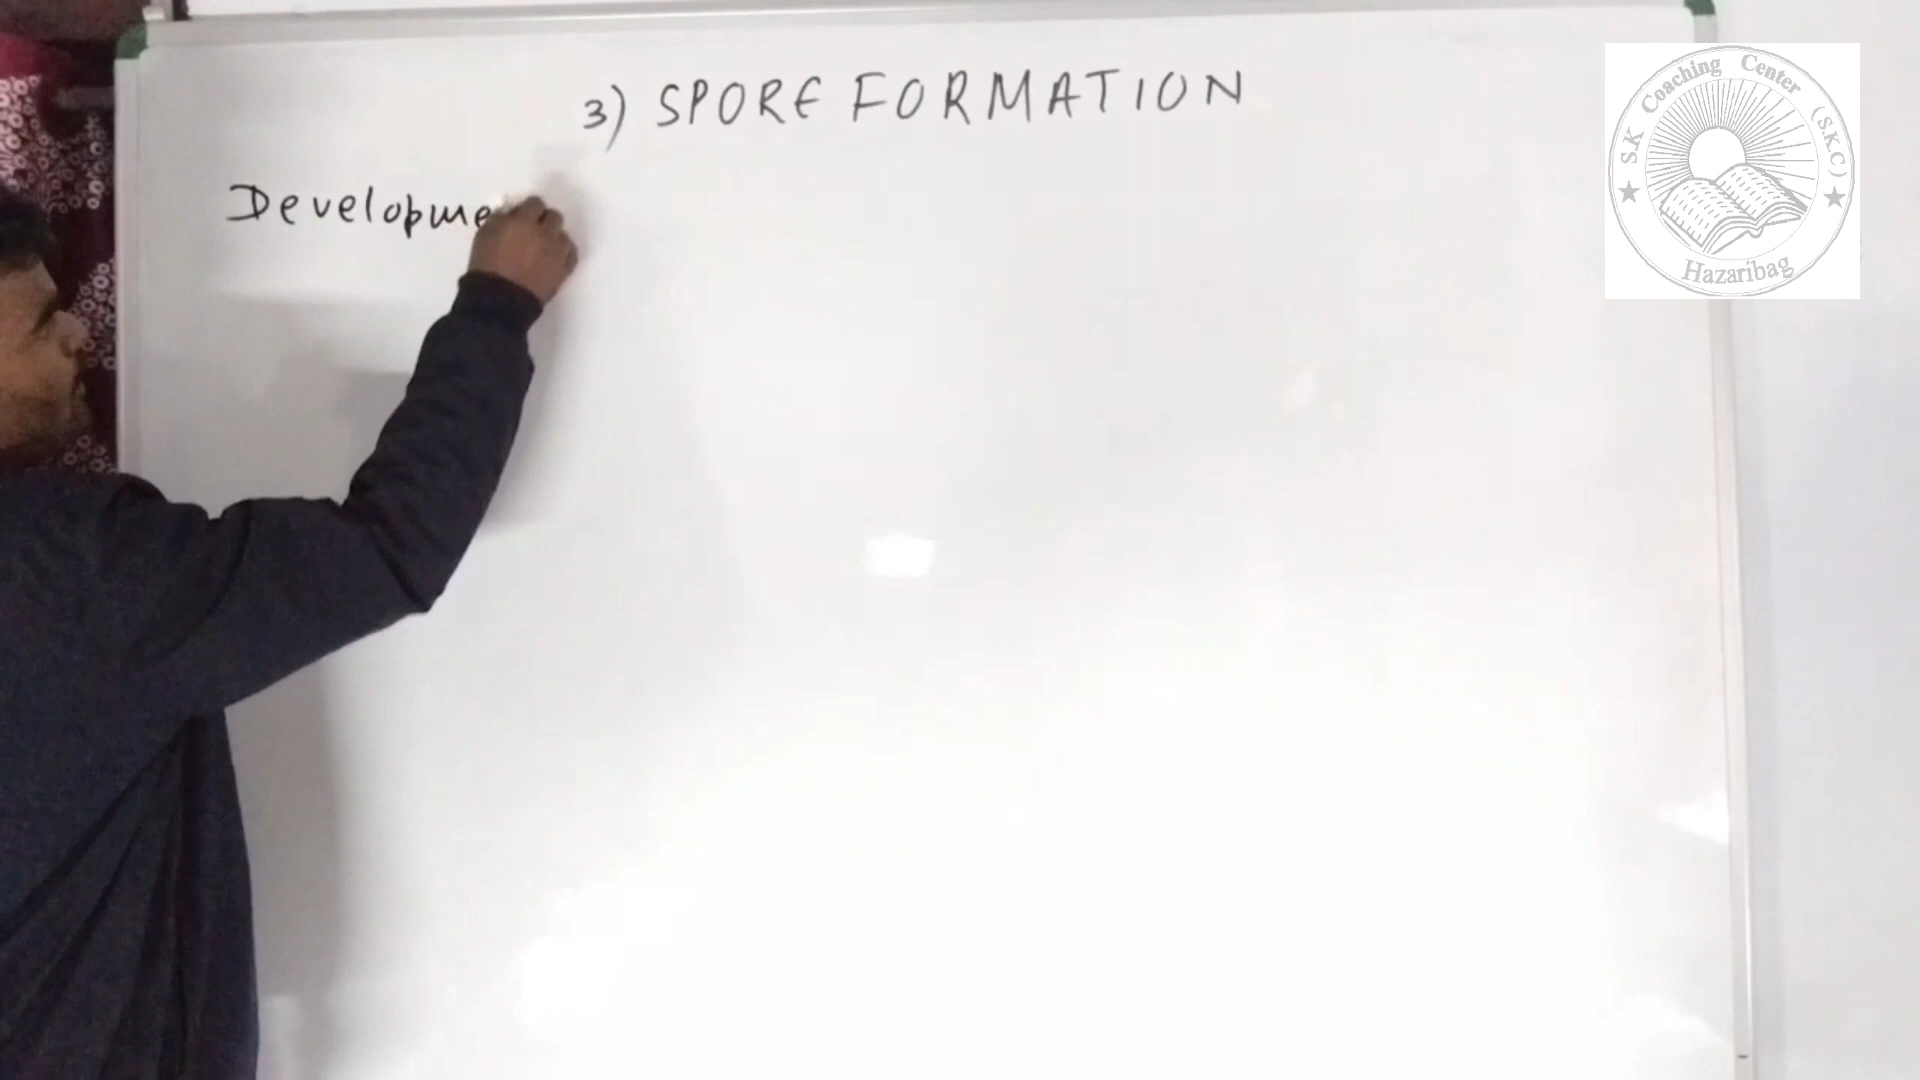 3) SPORE FORMATION
Developme
S.K Coaching Center (S.K.C)
Hazaribag